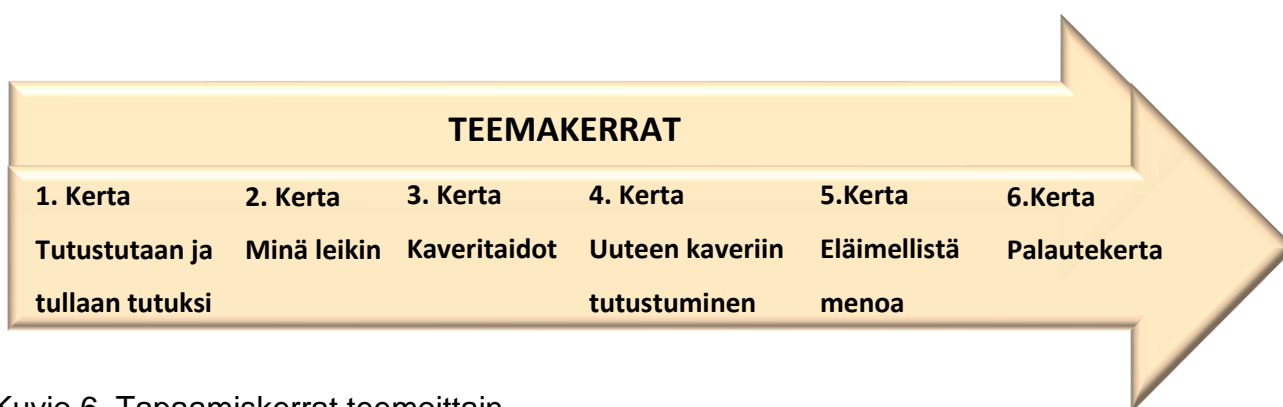 TEEMAKERRAT
1. Kerta
Tutustutaan ja
tullaan tutuksi
2. Kerta
Minä leikin
3. Kerta
Kaveritaidot
4. Kerta
Uuteen kaveriin
tutustuminen
5.Kerta
Eläimellistä
menoa
6.Kerta
Palautekerta
Kuvio 6. Tapaamiskerrat teemoittain